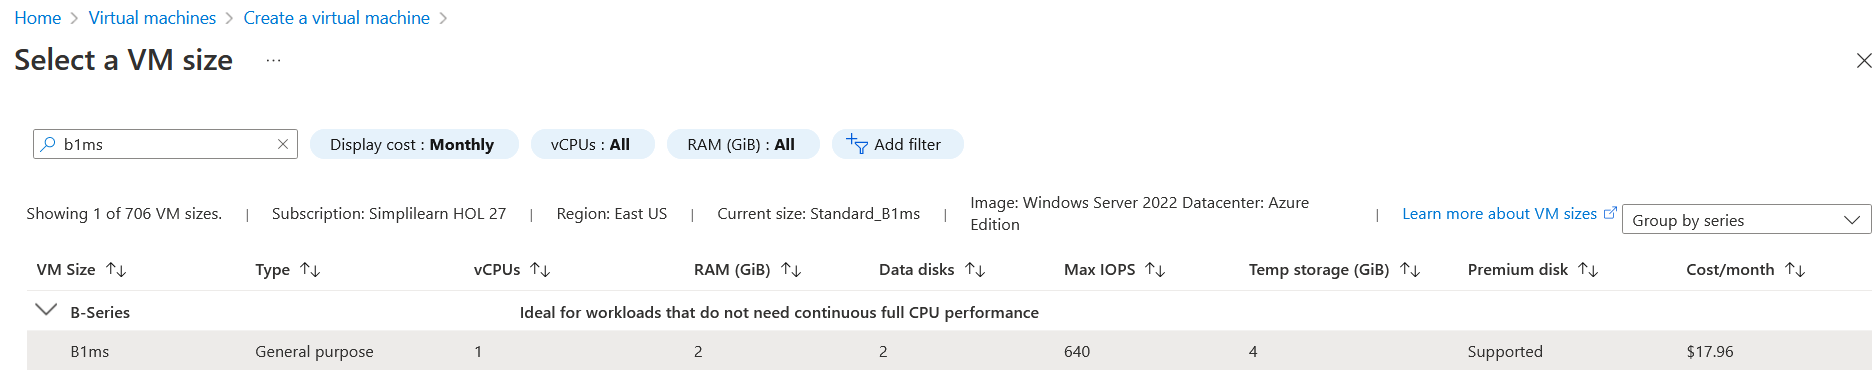 Home > Virtual machines > Create a virtual machine >
Select a VM size ...
b1ms
Display cost : Monthly
vCPUs : All
RAM (GiB) : All
Add filter
Showing 1 of 706 VM sizes. | Subscription: Simplilearn HOL 27 | Region: East US | Current size: Standard_B1ms | Image: Windows Server 2022 Datacenter: Azure
Edition
| Learn more about VM sizes
Group by series
VM Size Type vCPUs RAM (GiB) Data disks Max IOPS Temp storage (GiB) Premium disk Cost/month
B-Series Ideal for workloads that do not need continuous full CPU performance
B1ms General purpose 1 2 2 640 4 Supported $17.96